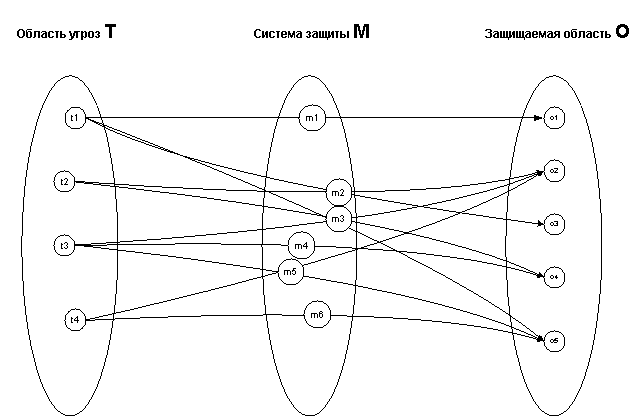 Область угроз T
Система защиты M
Защищаемая область O
t1
m1
o1
t2
m2
o2
m3
o3
t3
m4
m5
o4
t4
m6
o5